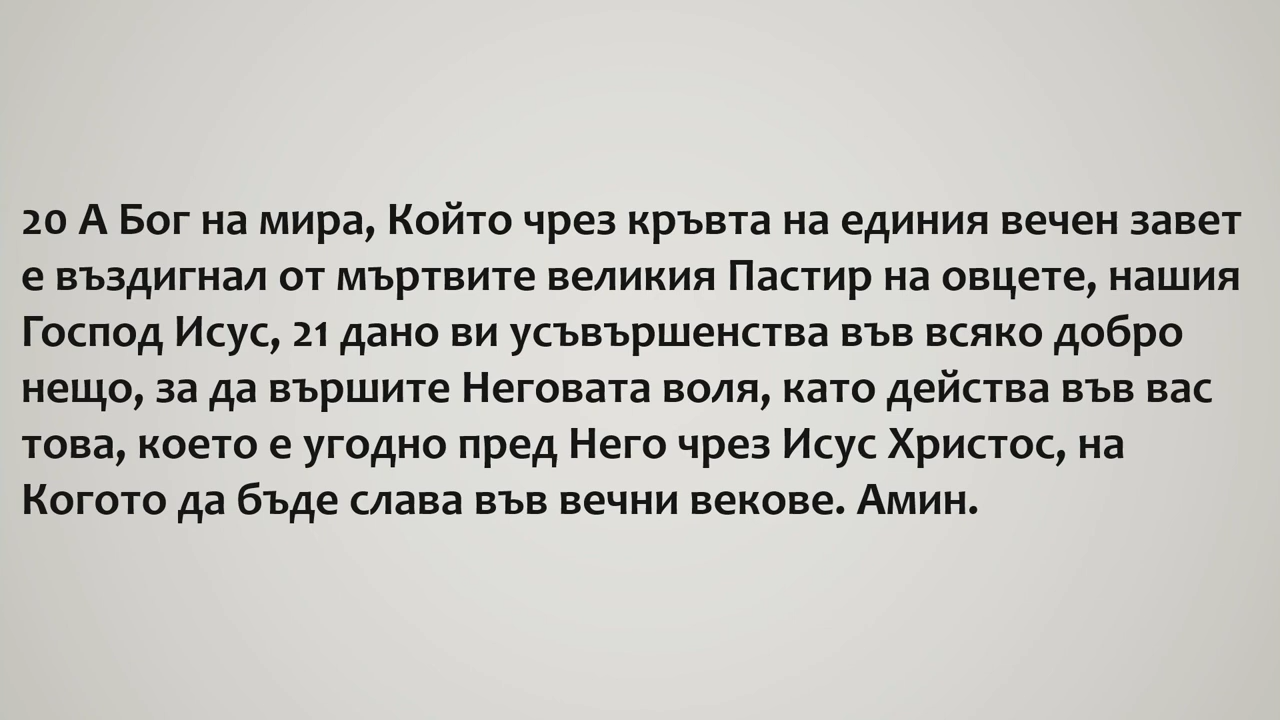 20 А Бог на мира, Който чрез кръвта на единия вечен завет
е въздигнал от мъртвите великия Пастир на овцете, нашия
Господ Исус, 21 дано ви усъвършенства във всяко добро
нещо, за да вършите Неговата воля, като действа във вас
това, което е угодно пред Него чрез Исус Христос, на
Когото да бъде слава във вечни векове. Амин.